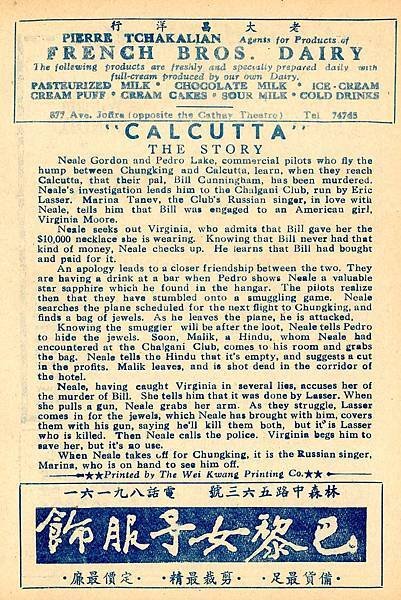 行洋昌大老
PIERRE TCHAKALIAN Agents for Products of
FRENCH BROS. DAIRY
The following products are freshly and specially prepared daily with
full-cream produced by our own Dairy.
PASTEURIZED MILK • CHOCOLATE MILK • ICE-CREAM
CREAM PUFF • CREAM CAKES • SOUR MILK • COLD DRINKS
877 Ave. Joffre (opposite the Cathay Theatre) Tel 74745
"CALCUTTA"
THE STORY
Neale Gordon and Pedro Lake, commercial pilots who fly the
hump between Chungking and Calcutta, learn, when they reach
Calcutta, that their pal, Bill Cunningham, has been murdered.
Neale's investigation leads him to the Chalgani Club, run by Eric
Lasser. Marina Tanev, the Club's Russian singer, in love with
Neale, tells him that Bill was engaged to an American girl,
Virginia Moore.
Neale seeks out Virginia, who admits that Bill gave her the
$10,000 necklace she is wearing. Knowing that Bill never had that
kind of money, Neale checks up. He learns that Bill had bought
and paid for it.
An apology leads to a closer friendship between the two. They
are having a drink at a bar when Pedro shows Neale a valuable
star sapphire which he found in the hangar. The pilots realize
then that they have stumbled onto a smuggling game. Neale
searches the plane scheduled for the next flight to Chungking, and
finds a bag of jewels. As he leaves the plane, he is attacked,
Knowing the smuggler will be after the loot, Neale tells Pedro
to hide the jewels. Soon, Malik, a Hindu, whom Neale had
encountered at the Chalgani Club, comes to his room and grabs
the bag. Neale tells the Hindu that it's empty, and suggests a cut
in the profits. Malik leaves, and is shot dead in the corridor of
the hotel.
Neale, having caught Virginia in several lies, accuses her of
the murder of Bill. She tells him that it was done by Lasser. When
she pulls a gun, Neale grabs her arm. As they struggle, Lasser
comes in for the jewels, which Neale has brought with him, covers
them with his gun, saying he'll kill them both, but it's is Lasser
who is killed. Then Neale calls the police. Virginia begs him to
save her, but it's no use.
When Neale takes off for Chungking, it is the Russian singer,
Marina, who is on hand to see him off.
★★Printed by The Wei Kwang Printing Co.★★
一六一八九一八話電 號三六五路中森林
飾服子女黎巴
·廉最價定· ·精最裁剪· ·足最貨備·